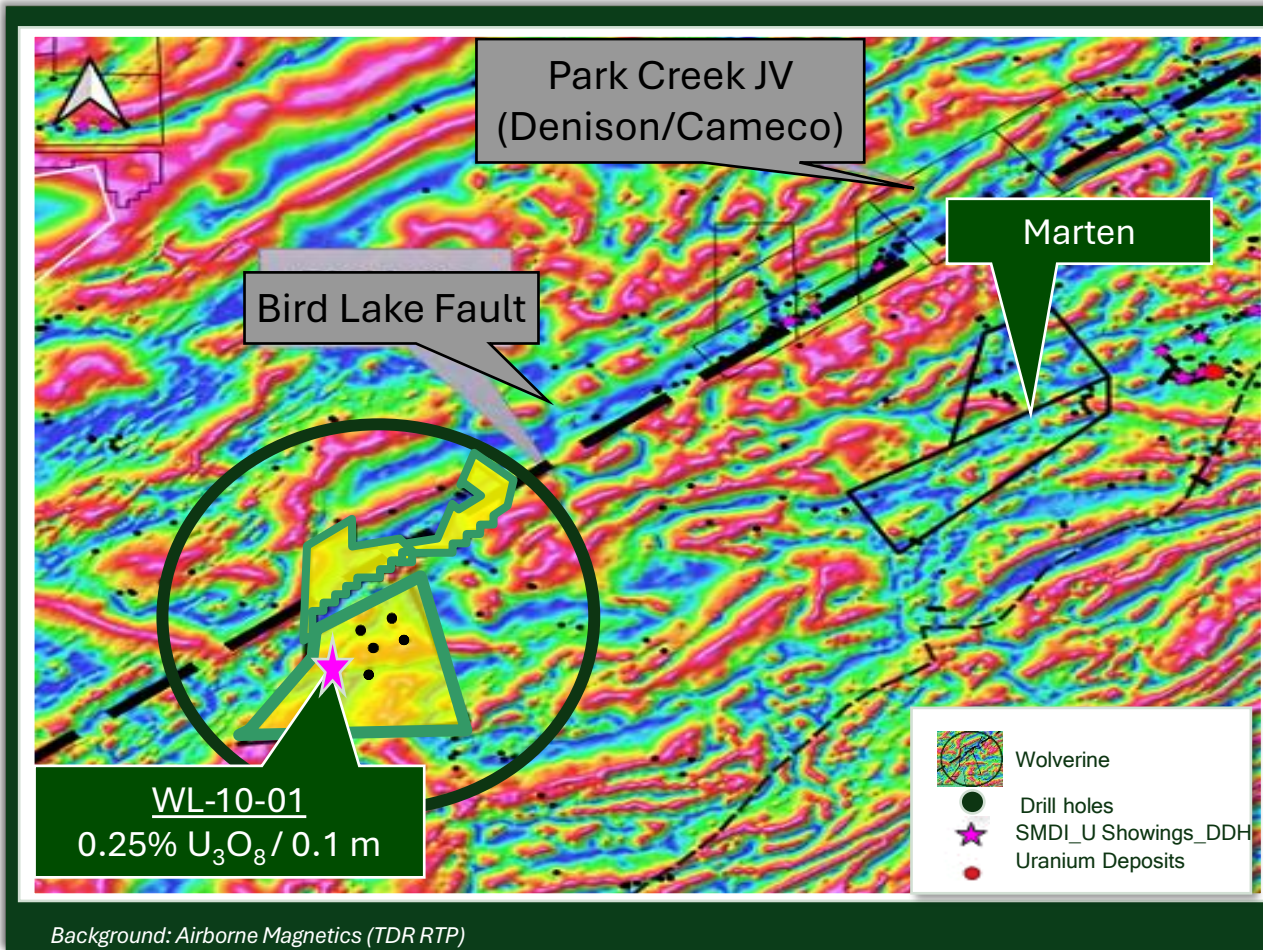 Park Creek JV
(Denison/Cameco)
Marten
Bird Lake Fault
WL-10-01
0.25% U₃O₈ / 0.1 m
Wolverine
Drill holes
SMDI_U Showings_DDH
Uranium Deposits
Background: Airborne Magnetics (TDR RTP)